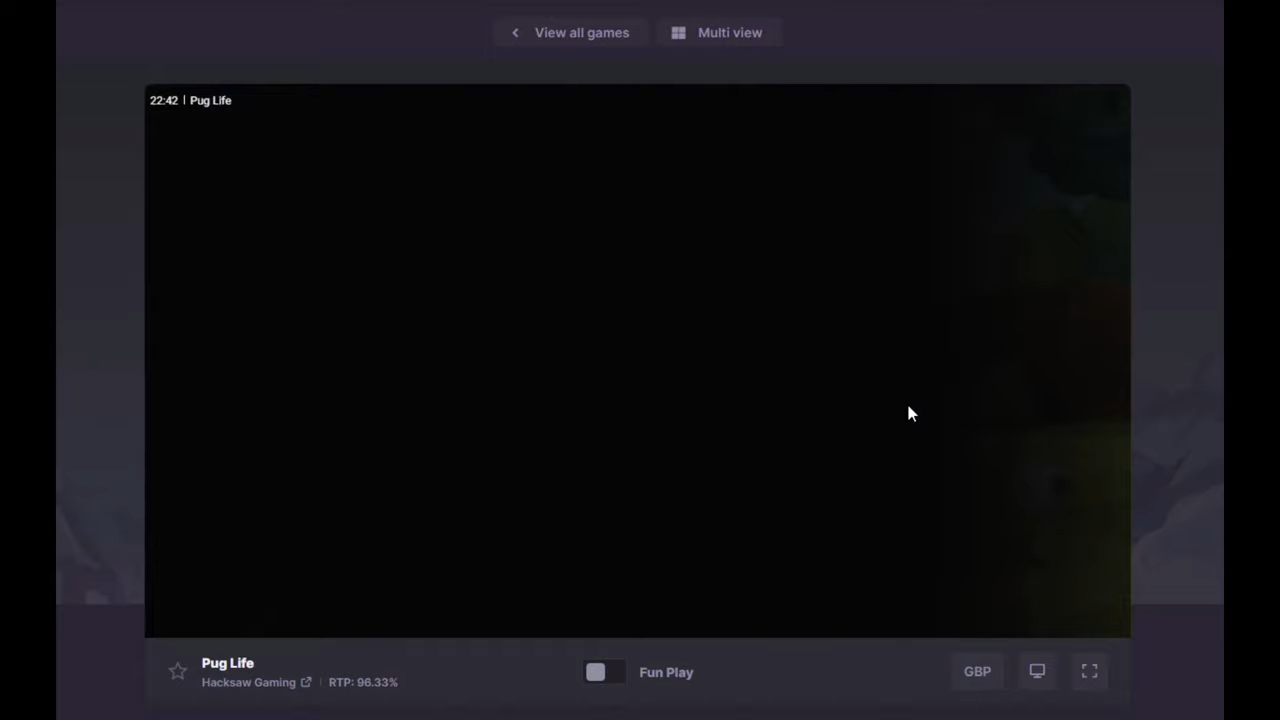 View all games
Multi view
22:42 | Pug Life
Pug Life
Hacksaw Gaming | RTP: 96.33%
Fun Play
GBP